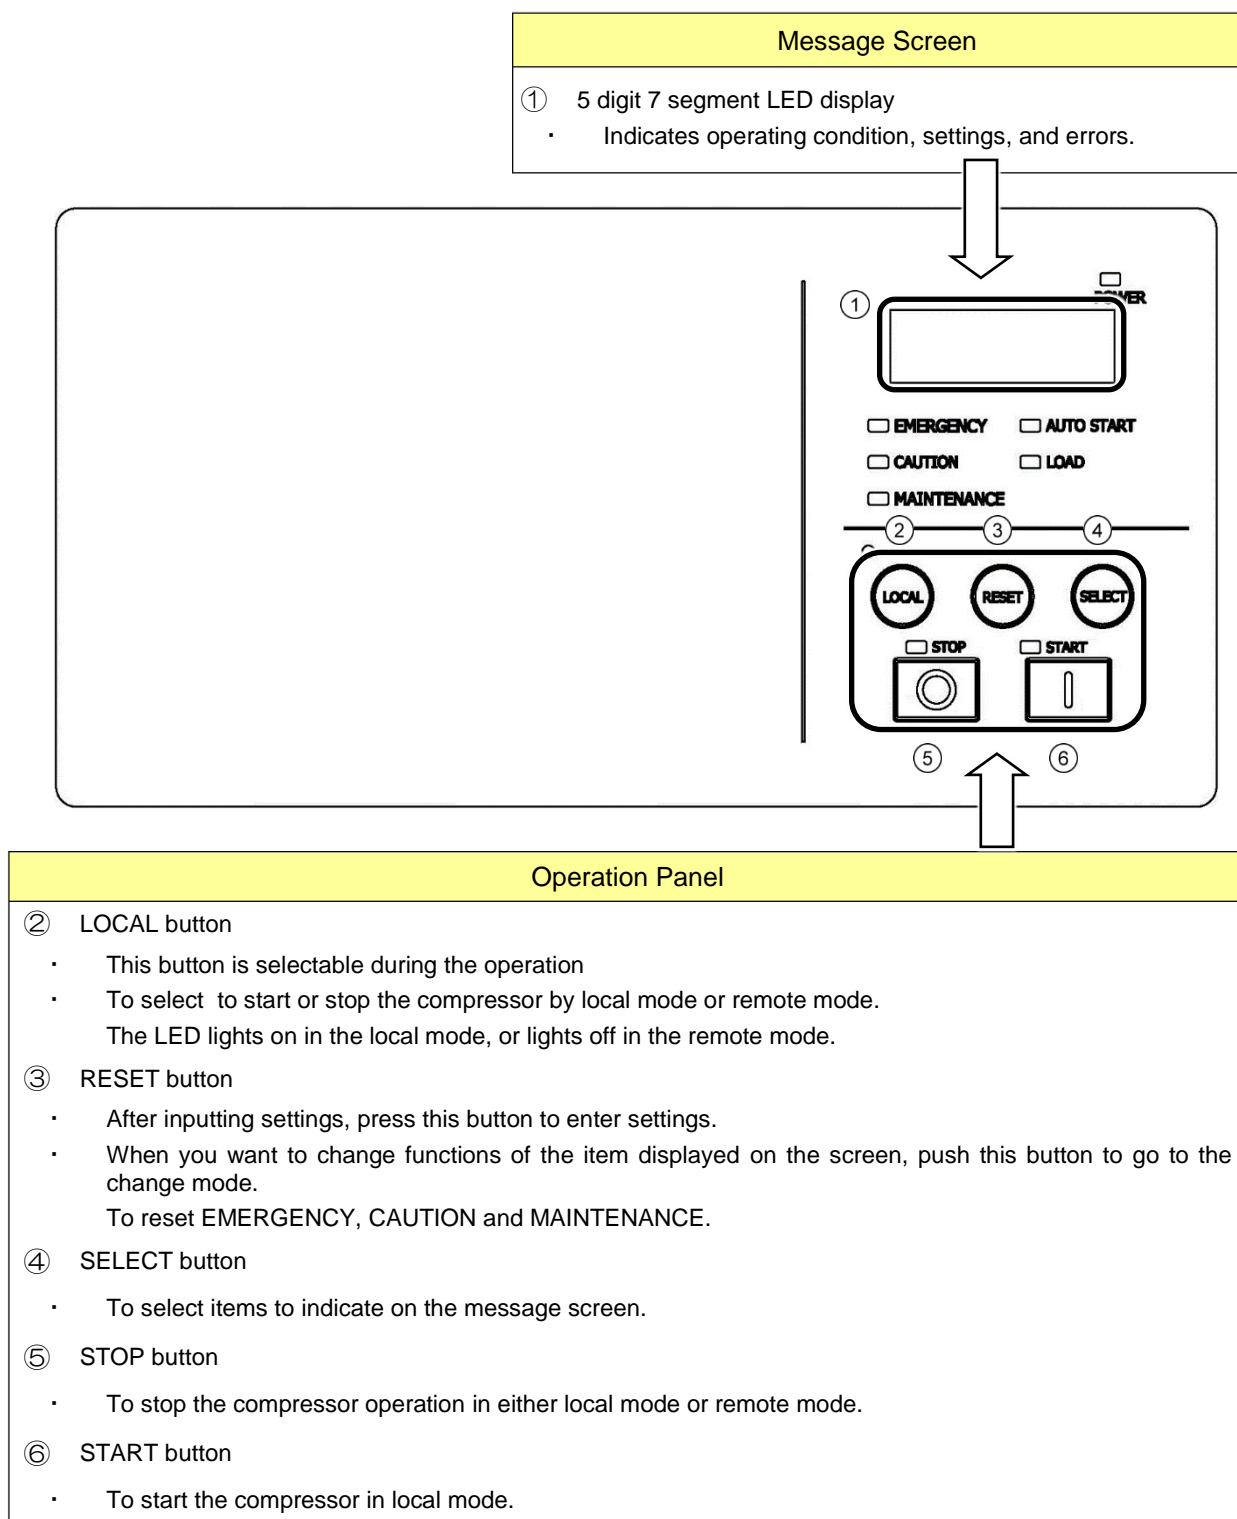 Message Screen
① 5 digit 7 segment LED display
・ Indicates operating condition, settings, and errors.
POWER
①
EMERGENCY AUTO START
CAUTION LOAD
MAINTENANCE
② ③ ④
LOCAL RESET SELECT
STOP START
⑤ ⑥
Operation Panel
② LOCAL button
・ This button is selectable during the operation
・ To select to start or stop the compressor by local mode or remote mode.
The LED lights on in the local mode, or lights off in the remote mode.
③ RESET button
・ After inputting settings, press this button to enter settings.
・ When you want to change functions of the item displayed on the screen, push this button to go to the
change mode.
To reset EMERGENCY, CAUTION and MAINTENANCE.
④ SELECT button
・ To select items to indicate on the message screen.
⑤ STOP button
・ To stop the compressor operation in either local mode or remote mode.
⑥ START button
・ To start the compressor in local mode.